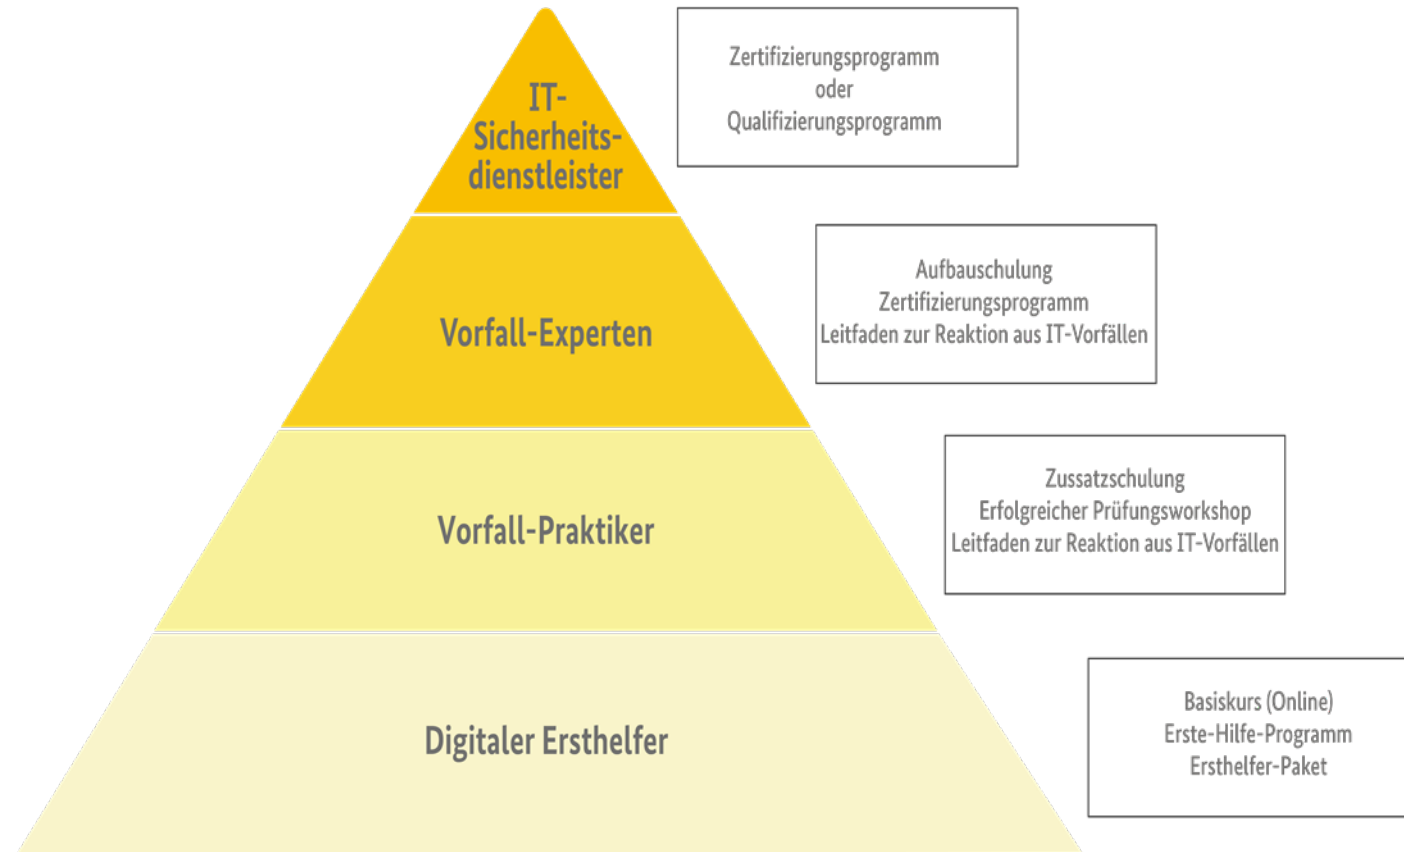 IT-
Sicherheits-
dienstleister
Zertifizierungsprogramm
oder
Qualifizierungsprogramm
Vorfall-Experten
Aufbauschulung
Zertifizierungsprogramm
Leitfaden zur Reaktion aus IT-Vorfällen
Vorfall-Praktiker
Zussatzschulung
Erfolgreicher Prüfungsworkshop
Leitfaden zur Reaktion aus IT-Vorfällen
Digitaler Ersthelfer
Basiskurs (Online)
Erste-Hilfe-Programm
Ersthelfer-Paket